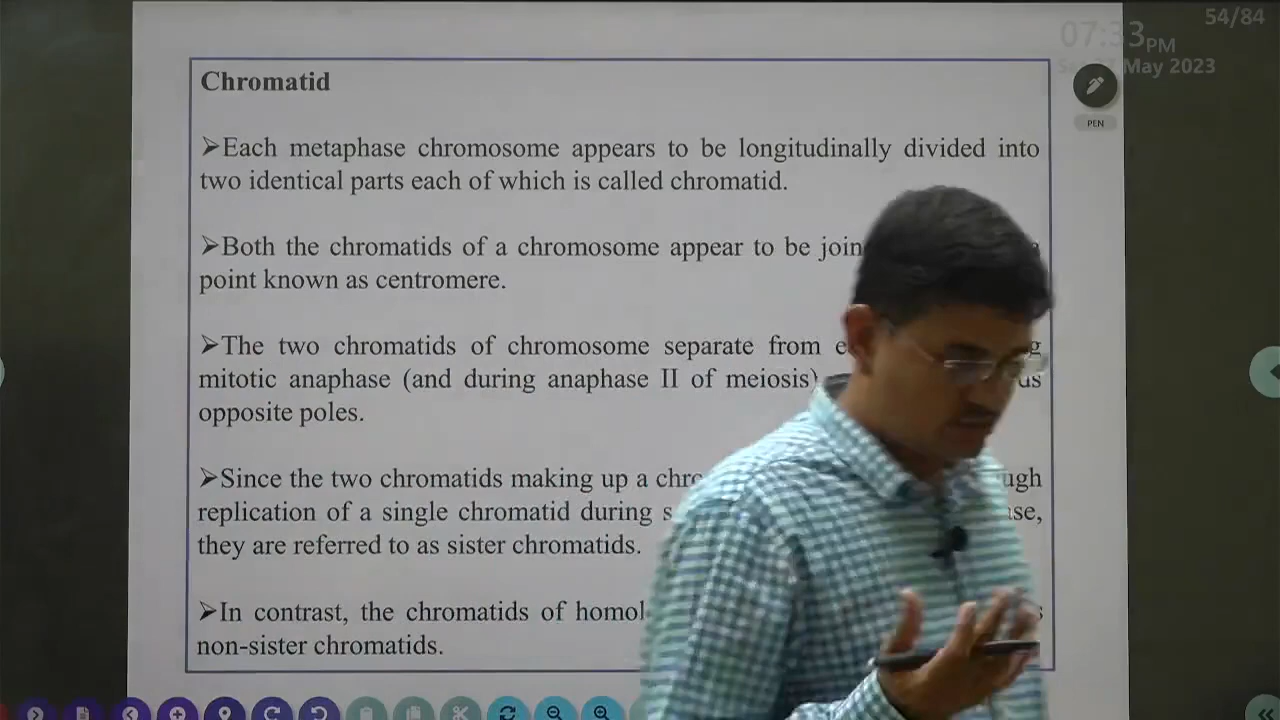 54/84
07:33PM
May 2023
PEN
Chromatid
➢Each metaphase chromosome appears to be longitudinally divided into
two identical parts each of which is called chromatid.
➢Both the chromatids of a chromosome appear to be
point known as centromere.
➢The two chromatids of chromosome separate from
mitotic anaphase (and during anaphase II of meiosis)
opposite poles.
➢Since the two chromatids making up a
replication of a single chromatid during
they are referred to as sister chromatids.
➢In contrast, the chromatids of
non-sister chromatids.